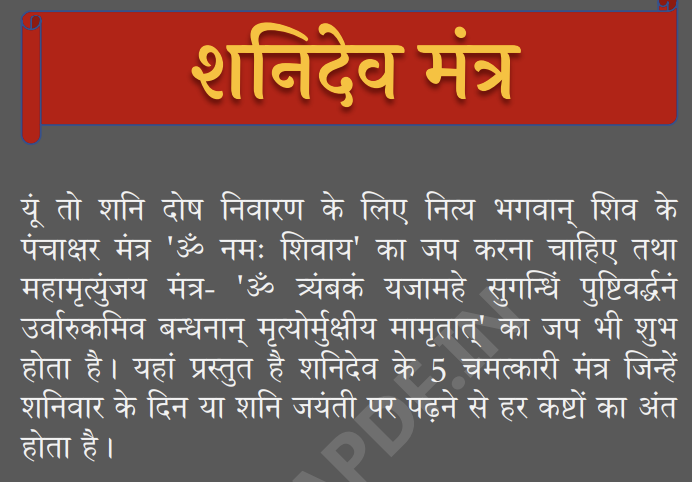 शनिदेव मंत्र
यूं तो शनि दोष निवारण के लिए नित्य भगवान् शिव के
पंचाक्षर मंत्र 'ॐ नमः शिवाय' का जप करना चाहिए तथा
महामृत्युंजय मंत्र- 'ॐ त्र्यंबकं यजामहे सुगन्धिं पुष्टिवर्द्धनं
उर्वारुकमिव बन्धनान् मृत्योर्मुक्षीय मामृतात्' का जप भी शुभ
होता है। यहां प्रस्तुत है शनिदेव के 5 चमत्कारी मंत्र जिन्हें
शनिवार के दिन या शनि जयंती पर पढ़ने से हर कष्टों का अंत
होता है।